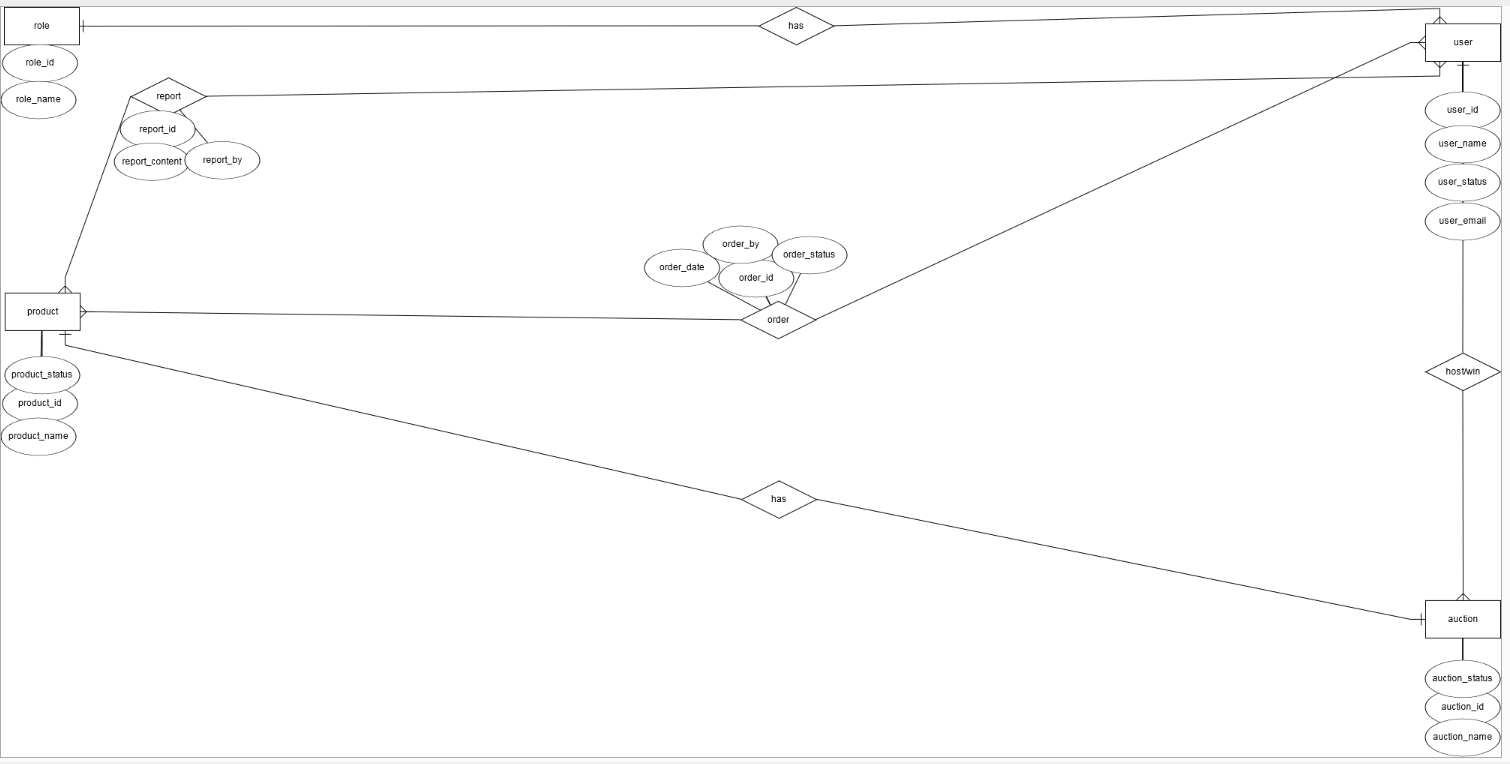 role
has
user
role_id
role_name
report
report_id
report_content
report_by
user_id
user_name
user_status
user_email
order_by
order_status
order_date
order_id
product
order
product_status
product_id
product_name
host/win
has
auction
auction_status
auction_id
auction_name